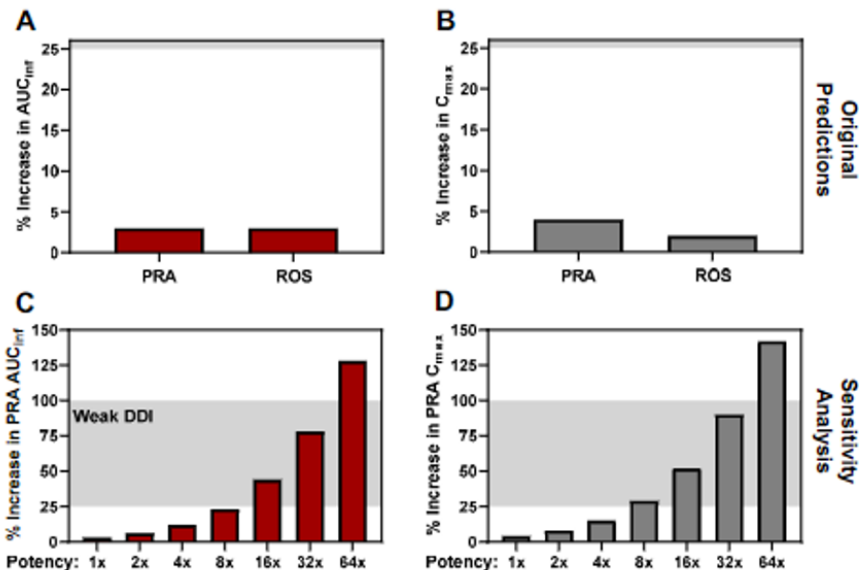 A
% Increase in AUCinf
25
20
15
10
5
0
PRA ROS
B
% Increase in Cmax
25
20
15
10
5
0
PRA ROS
Original
Predictions
C
% Increase in PRA AUCinf
150
125
100
75
50
25
0
Weak DDI
Potency: 1x 2x 4x 8x 16x 32x 64x
D
% Increase in PRA Cmax
150
125
100
75
50
25
0
Potency: 1x 2x 4x 8x 16x 32x 64x
Sensitivity
Analysis